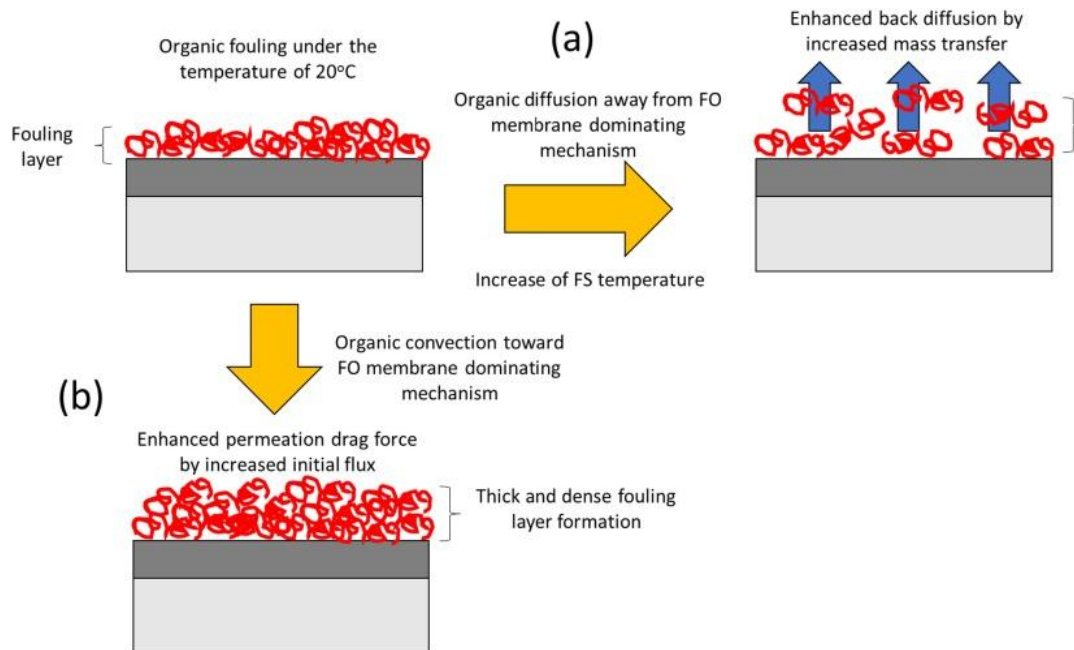 Organic fouling under the
temperature of 20°C
Fouling
layer
(a)
Organic diffusion away from FO
membrane dominating
mechanism
Increase of FS temperature
Enhanced back diffusion by
increased mass transfer
Organic convection toward
FO membrane dominating
mechanism
(b)
Enhanced permeation drag force
by increased initial flux
Thick and dense fouling
layer formation